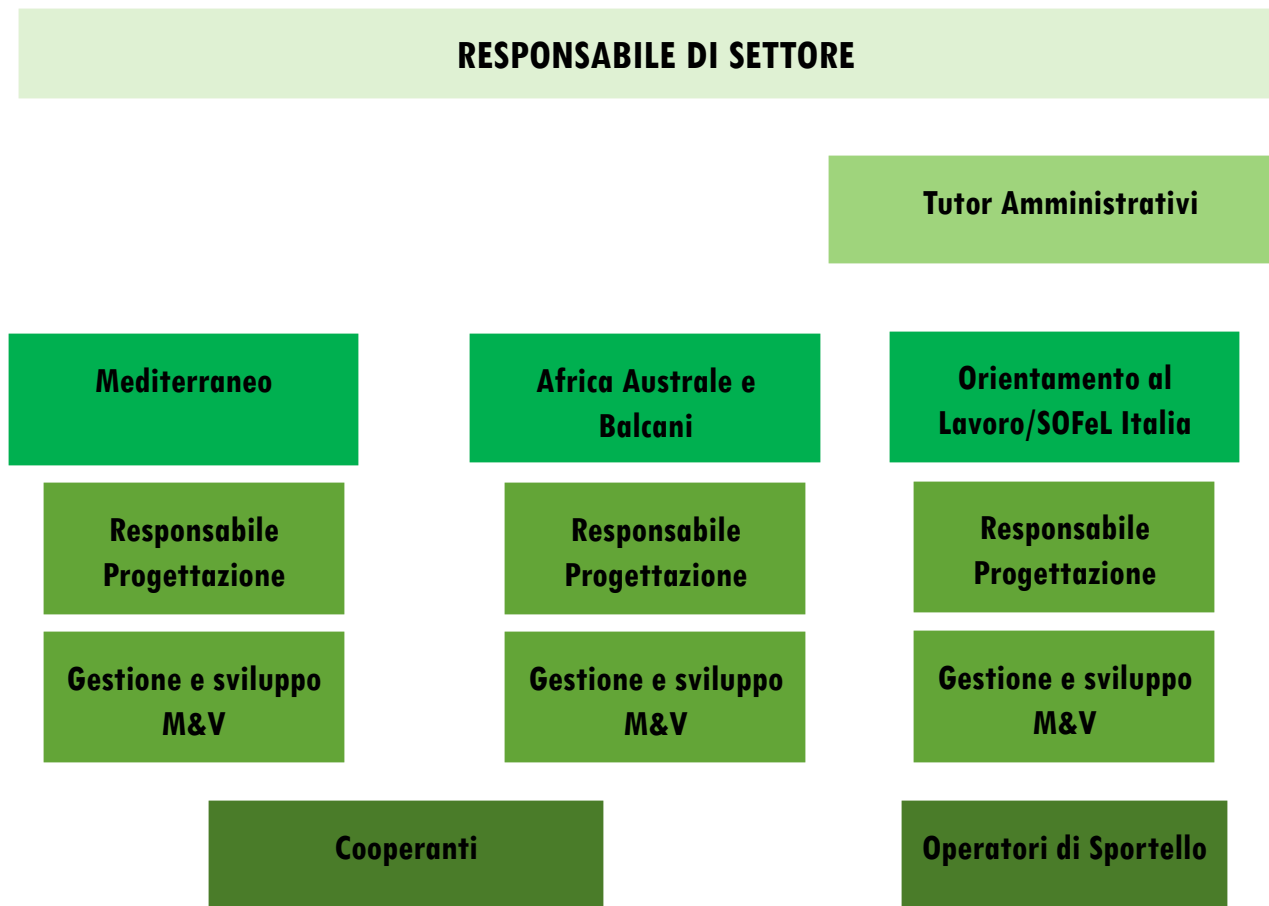 RESPONSABILE DI SETTORE
Tutor Amministrativi
Mediterraneo
Africa Australe e
Balcani
Orientamento al
Lavoro/SOFeL Italia
Responsabile
Progettazione
Responsabile
Progettazione
Responsabile
Progettazione
Gestione e sviluppo
M&V
Gestione e sviluppo
M&V
Gestione e sviluppo
M&V
Cooperanti
Operatori di Sportello